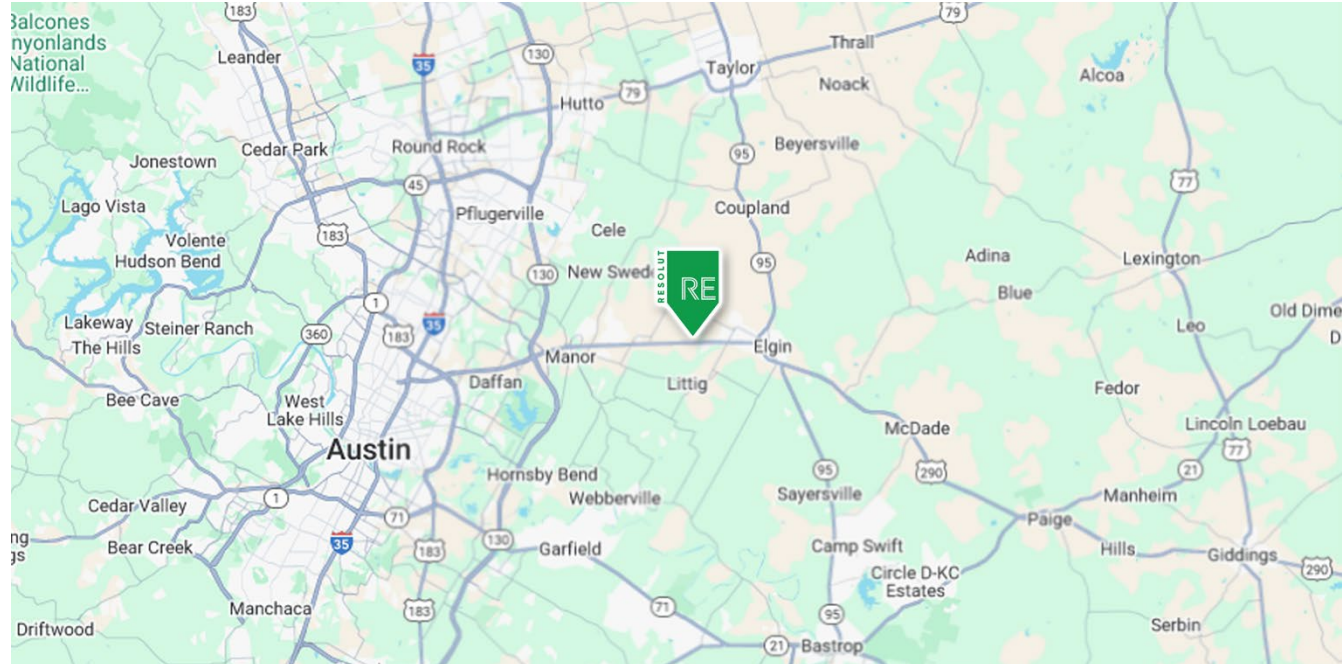 183
79
Balcones
nyonlands
National
Wildlife...
Leander
35
130
Thrall
Taylor
Alcoa
Noack
79
Hutto
Cedar Park
Round Rock
95
Beyersville
Jonestown
45
77
Lago Vista
Pflugerville
Coupland
183
Volente
Cele
Hudson Bend
95
Adina
Lexington
130
New Swed
RESOLUT
RE
Blue
1
Old Dime
Lakeway
Steiner Ranch
360
183
35
Leo
The Hills
D
Manor
Elgin
Daffan
Littig
Fedor
Bee Cave
West
Lake Hills
Lincoln
Loebau
McDade
Austin
77
95
290
21
Hornsby Bend
Sayersville
Manheim
1
Webberville
Cedar Valley
71
Paige
ng
gs
Bear Creek
35
183
130
Garfield
Camp Swift
Hills
Giddings
290
Circle D-KC
Estates
Manchaca
183
71
95
Driftwood
Serbin
21
Bastrop